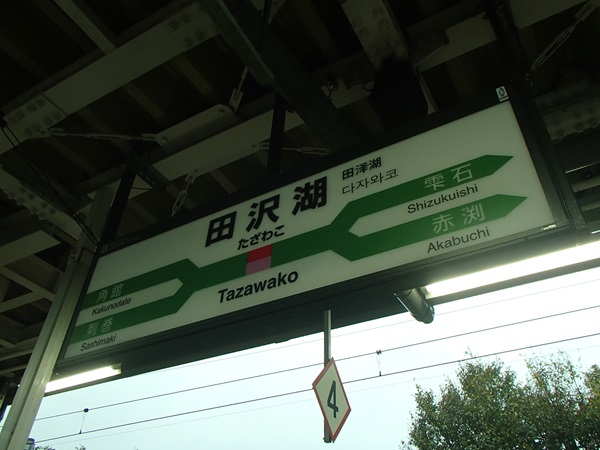 田沢湖
たざわこ
田泽湖
다자와코
Tazawako
角館
Kakunodate
刺巻
Sashimaki
雫石
Shizukuishi
赤渕
Akabuchi
4